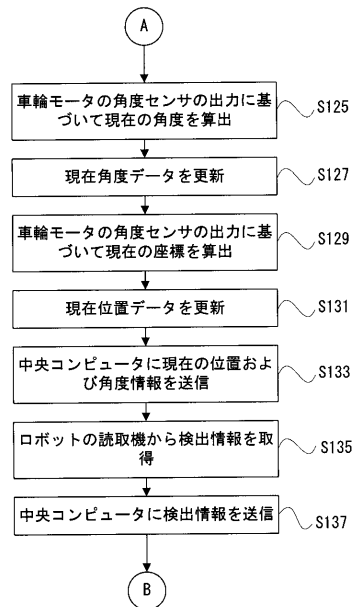 A
車輪モータの角度センサの出力に基
づいて現在の角度を算出
S125
現在角度データを更新
S127
車輪モータの角度センサの出力に基
づいて現在の座標を算出
S129
現在位置データを更新
S131
中央コンピュータに現在の位置およ
び角度情報を送信
S133
ロボットの読取機から検出情報を取
得
S135
中央コンピュータに検出情報を送信
S137
B